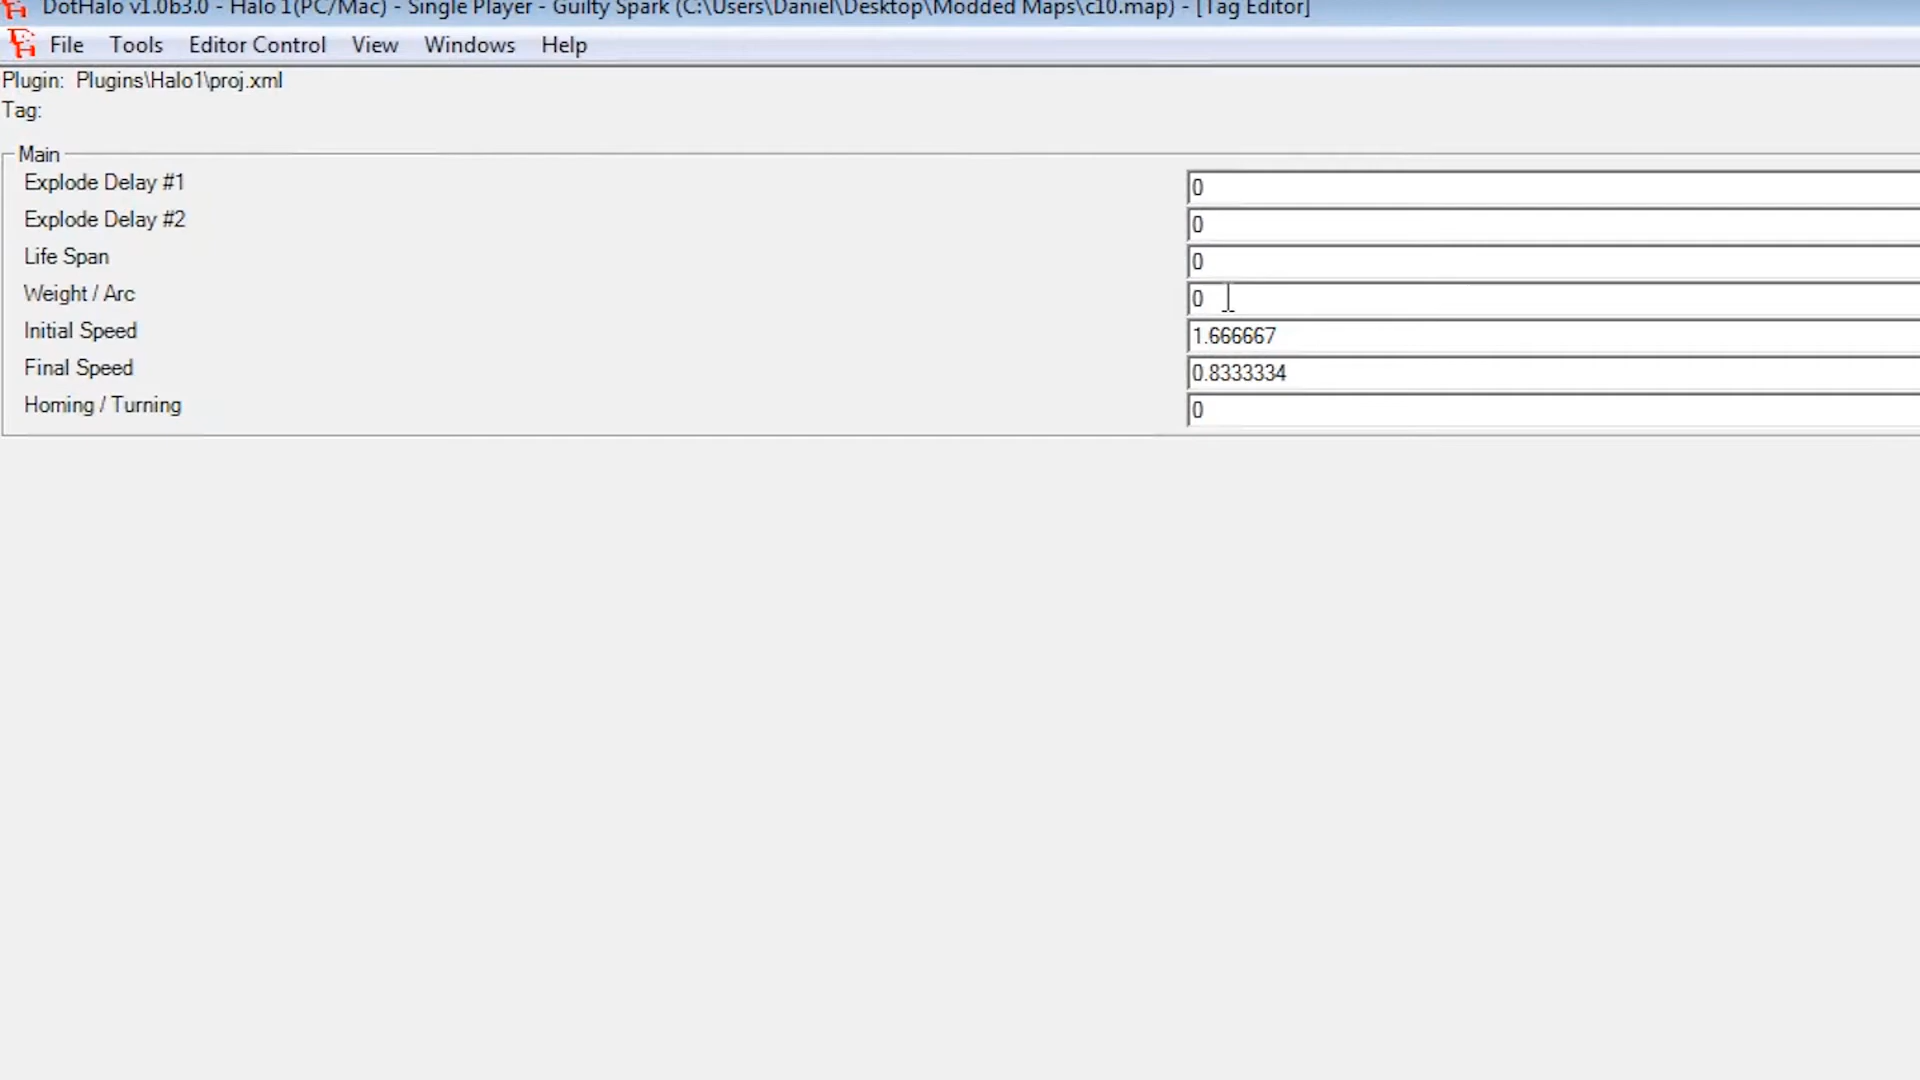 DotHalo v1.0b3.0 - Halo 1(PC/Mac) - Single Player - Guilty Spark (C:\Users\Daniel\Desktop\Modded Maps\c10.map) - [Tag Editor]
File Tools Editor Control View Windows Help
Plugin: Plugins\Halo1\proj.xml
Tag:
Main
Explode Delay #1 0
Explode Delay #2 0
Life Span 0
Weight / Arc 0
Initial Speed 1.666667
Final Speed 0.8333334
Homing / Turning 0